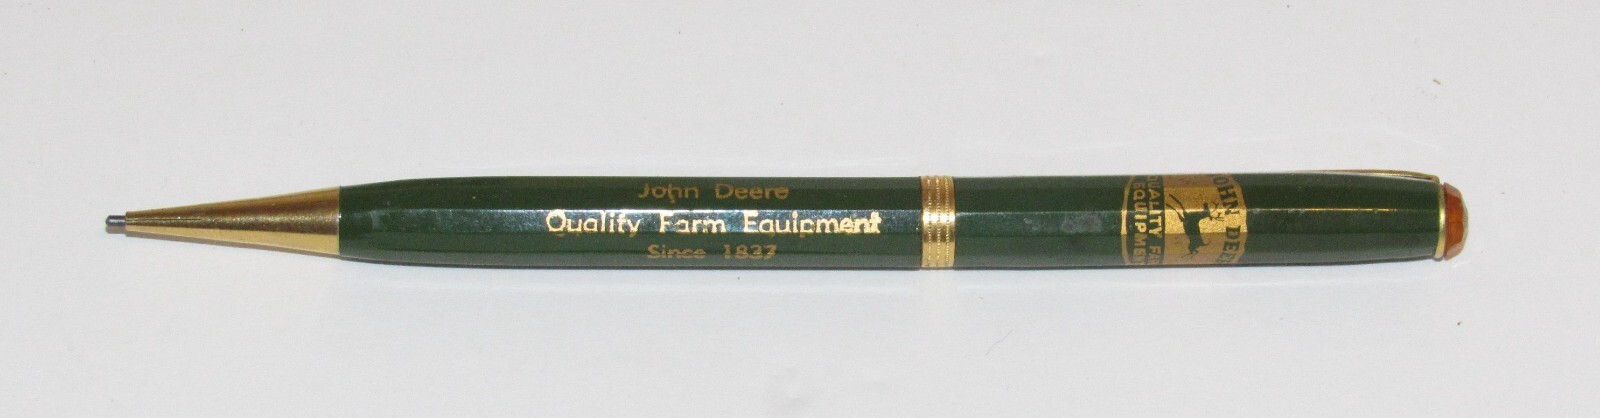 John Deere
Quality Farm Equipment
Since 1837
JOHN DEERE
QUALITY FARM
EQUIPMENT